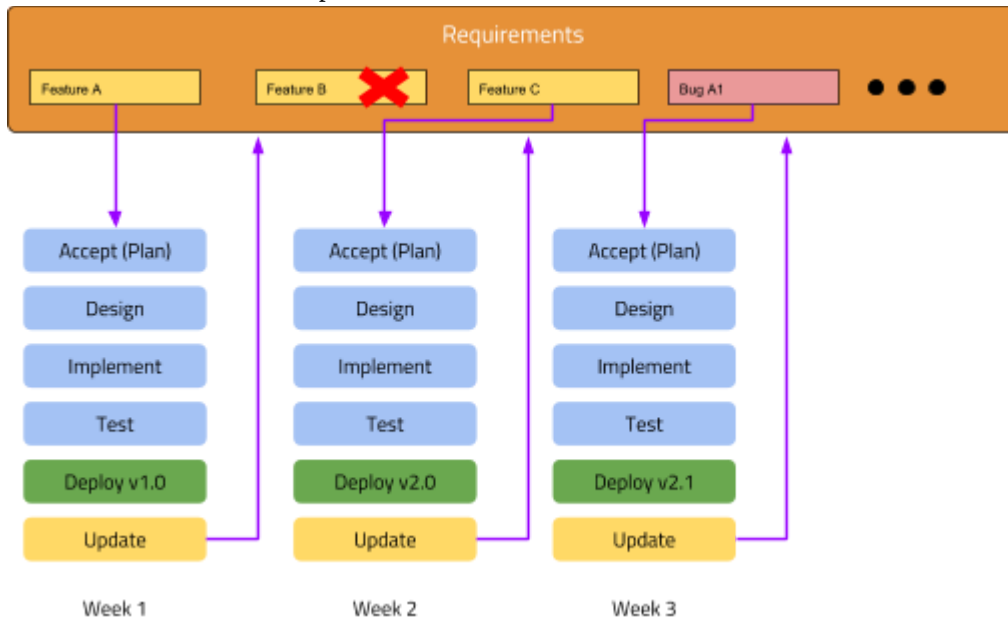 Requirements
Feature A
Feature B
Feature C
Bug A1
Accept (Plan)
Design
Implement
Test
Deploy v1.0
Update
Week 1
Accept (Plan)
Design
Implement
Test
Deploy v2.0
Update
Week 2
Accept (Plan)
Design
Implement
Test
Deploy v2.1
Update
Week 3